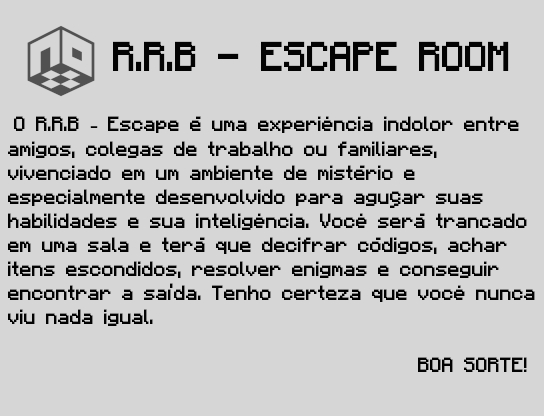 R.R.B - ESCAPE ROOM
O R.R.B - Escape é uma experiência indolor entre
amigos, colegas de trabalho ou familiares,
vivenciado em um ambiente de mistério e
especialmente desenvolvido para aguçar suas
habilidades e sua inteligência. Você será trancado
em uma sala e terá que decifrar códigos, achar
itens escondidos, resolver enigmas e conseguir
encontrar a saída. Tenho certeza que você nunca
viu nada igual.
BOA SORTE!